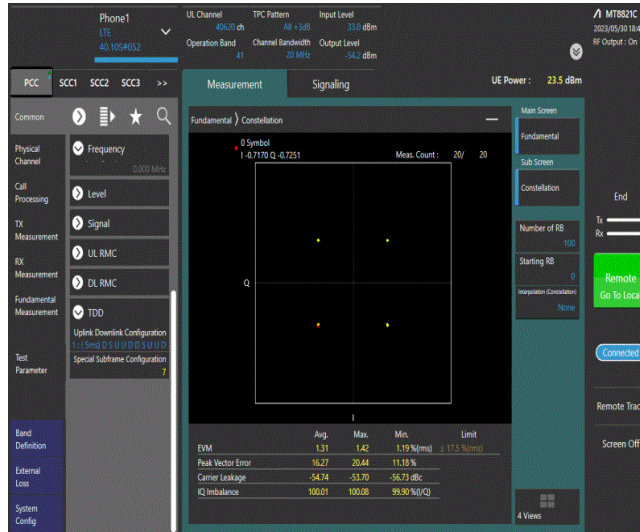 Phone1
LTE
40.10S#052
UL Channel
40620 ch
TPC Pattern
All +3dB
Input Level
33.0 dBm
Operation Band
41
Channel Bandwidth
20 MHz
Output Level
-54.2 dBm
MT8821C
2023/05/30 18:4
RF Output : On
PCC SCC1 SCC2 SCC3 >>
Measurement
Signaling
UE Power : 23.5 dBm
Common
Physical
Channel
Call
Processing
TX
Measurement
RX
Measurement
Fundamental
Measurement
Test
Parameter
Band
Definition
External
Loss
System
Config
Frequency
0.000 MHz
Level
Signal
UL RMC
DL RMC
TDD
Uplink Downlink Configuration
1 : ( 5ms) D S U U D D S U U D
Special Subframe Configuration
7
Fundamental 〉 Constellation
0 Symbol
I -0.7170 Q -0.7251
Meas. Count : 20/ 20
Q
I
Avg. Max. Min. Limit
EVM 1.31 1.42 1.19 %(rms) ≤ 17.5 %(rms)
Peak Vector Error 16.27 20.44 11.18 %
Carrier Leakage -54.74 -53.70 -56.73 dBc
IQ Imbalance 100.01 100.08 99.90 %(I/Q)
Main Screen
Fundamental
Sub Screen
Constellation
Number of RB
100
Starting RB
0
Interpolation (Constellation)
None
4 Views
End
Tx
Rx
Remote
Go To Loca
Connected
Remote Trac
Screen Off